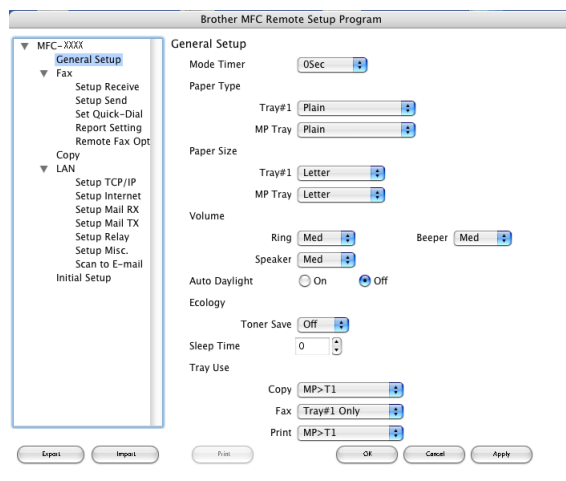 Brother MFC Remote Setup Program
MFC-XXXX
General Setup
Fax
Setup Receive
Setup Send
Set Quick-Dial
Report Setting
Remote Fax Opt
Copy
LAN
Setup TCP/IP
Setup Internet
Setup Mail RX
Setup Mail TX
Setup Relay
Setup Misc.
Scan to E-mail
Initial Setup
General Setup
Mode Timer 0Sec
Paper Type
Tray#1 Plain
MP Tray Plain
Paper Size
Tray#1 Letter
MP Tray Letter
Volume
Ring Med Beeper Med
Speaker Med
Auto Daylight On Off
Ecology
Toner Save Off
Sleep Time 0
Tray Use
Copy MP>T1
Fax Tray#1 Only
Print MP>T1
Export Import Print OK Cancel Apply